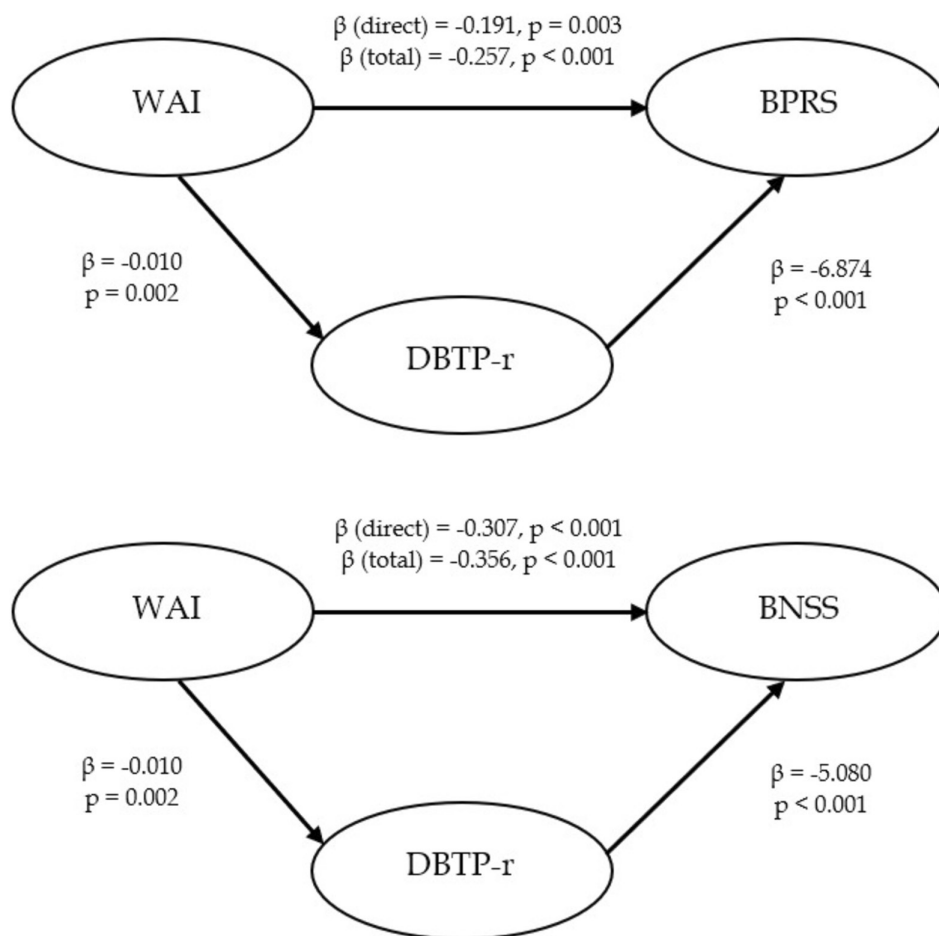 β (direct) = -0.191, p = 0.003
β (total) = -0.257, p < 0.001
WAI
BPRS
β = -0.010
p = 0.002
β = -6.874
p < 0.001
DBTP-r
β (direct) = -0.307, p < 0.001
β (total) = -0.356, p < 0.001
WAI
BNSS
β = -0.010
p = 0.002
β = -5.080
p < 0.001
DBTP-r